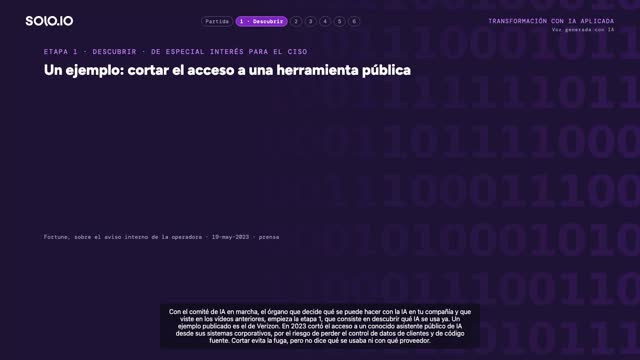 SOLO.IO
Partida
1 · Descubrir
2
3
4
5
6
TRANSFORMACIÓN CON IA APLICADA
Voz generada con IA
ETAPA 1 · DESCUBRIR · DE ESPECIAL INTERÉS PARA EL CISO
Un ejemplo: cortar el acceso a una herramienta pública
Fortune, sobre el aviso interno de la operadora · 19-may-2023 · prensa
Con el comité de IA en marcha, el órgano que decide qué se puede hacer con la IA en tu compañía y que
viste en los vídeos anteriores, empieza la etapa 1, que consiste en descubrir qué IA se usa ya. Un
ejemplo publicado es el de Verizon. En 2023 cortó el acceso a un conocido asistente público de IA
desde sus sistemas corporativos, por el riesgo de perder el control de datos de clientes y de código
fuente. Cortar evita la fuga, pero no dice qué se usaba ni con qué proveedor.